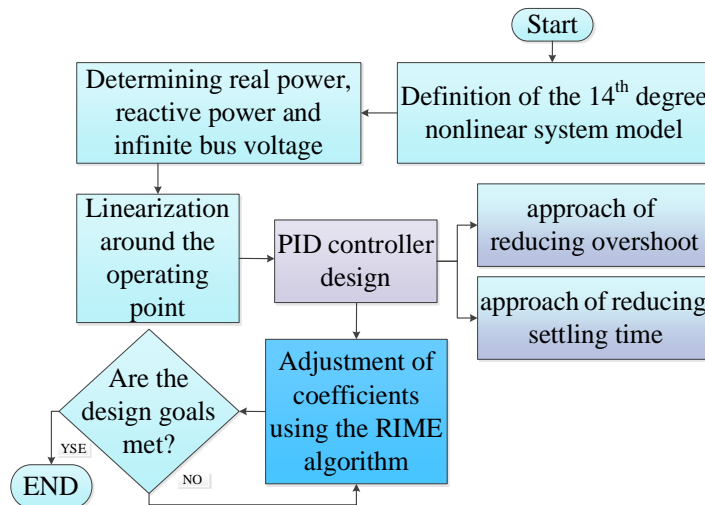 Start
Determining real power,
reactive power and
infinite bus voltage
Definition of the 14th degree
nonlinear system model
Linearization
around the
operating
point
PID controller
design
approach of
reducing overshoot
approach of reducing
settling time
Adjustment of
coefficients
using the RIME
algorithm
Are the
design goals
met?
YSE
NO
END